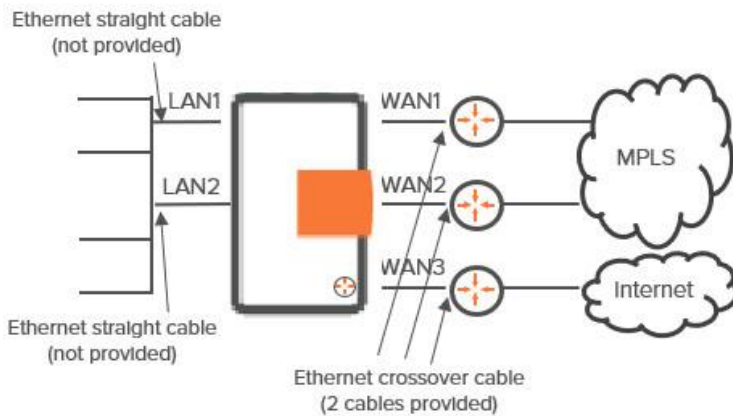 Ethernet straight cable
(not provided)
LAN1
WAN1
MPLS
LAN2
WAN2
WAN3
Internet
Ethernet straight cable
(not provided)
Ethernet crossover cable
(2 cables provided)